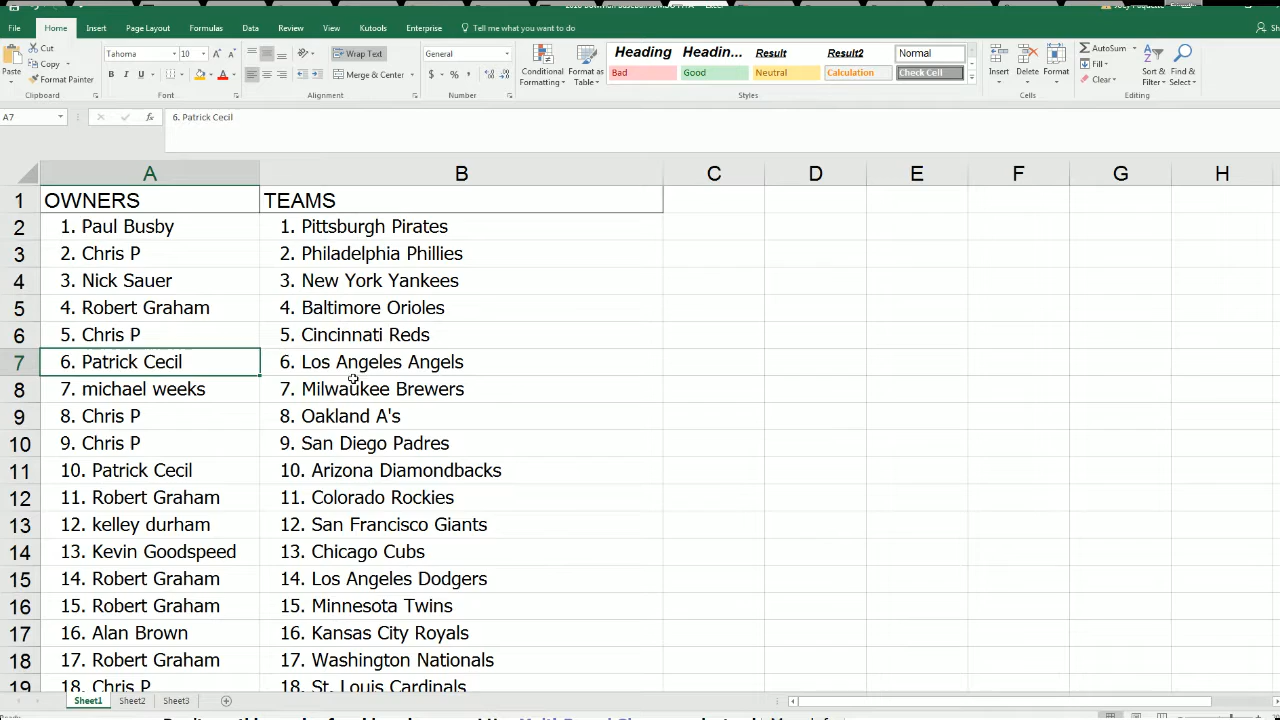 File Home Insert Page Layout Formulas Data Review View Kutools Enterprise Tell me what you want to do...
Cut
Copy
Format Painter
Paste
Clipboard
Tahoma 10
B I U
Font
Wrap Text
Merge & Center
Alignment
General
$ % ,
Number
Conditional Formatting
Format as Table
Heading Headin... Result Result2 Normal
Bad Good Neutral Calculation Check Cell
Styles
Insert Delete Format
Cells
AutoSum
Fill
Clear
Sort & Filter
Find & Select
Editing
A7 fx 6. Patrick Cecil
A B C D E F G H
1 OWNERS TEAMS
2 1. Paul Busby 1. Pittsburgh Pirates
3 2. Chris P 2. Philadelphia Phillies
4 3. Nick Sauer 3. New York Yankees
5 4. Robert Graham 4. Baltimore Orioles
6 5. Chris P 5. Cincinnati Reds
7 6. Patrick Cecil 6. Los Angeles Angels
8 7. michael weeks 7. Milwaukee Brewers
9 8. Chris P 8. Oakland A's
10 9. Chris P 9. San Diego Padres
11 10. Patrick Cecil 10. Arizona Diamondbacks
12 11. Robert Graham 11. Colorado Rockies
13 12. kelley durham 12. San Francisco Giants
14 13. Kevin Goodspeed 13. Chicago Cubs
15 14. Robert Graham 14. Los Angeles Dodgers
16 15. Robert Graham 15. Minnesota Twins
17 16. Alan Brown 16. Kansas City Royals
18 17. Robert Graham 17. Washington Nationals
19 18. Chris P 18. St. Louis Cardinals
Sheet1 Sheet2 Sheet3